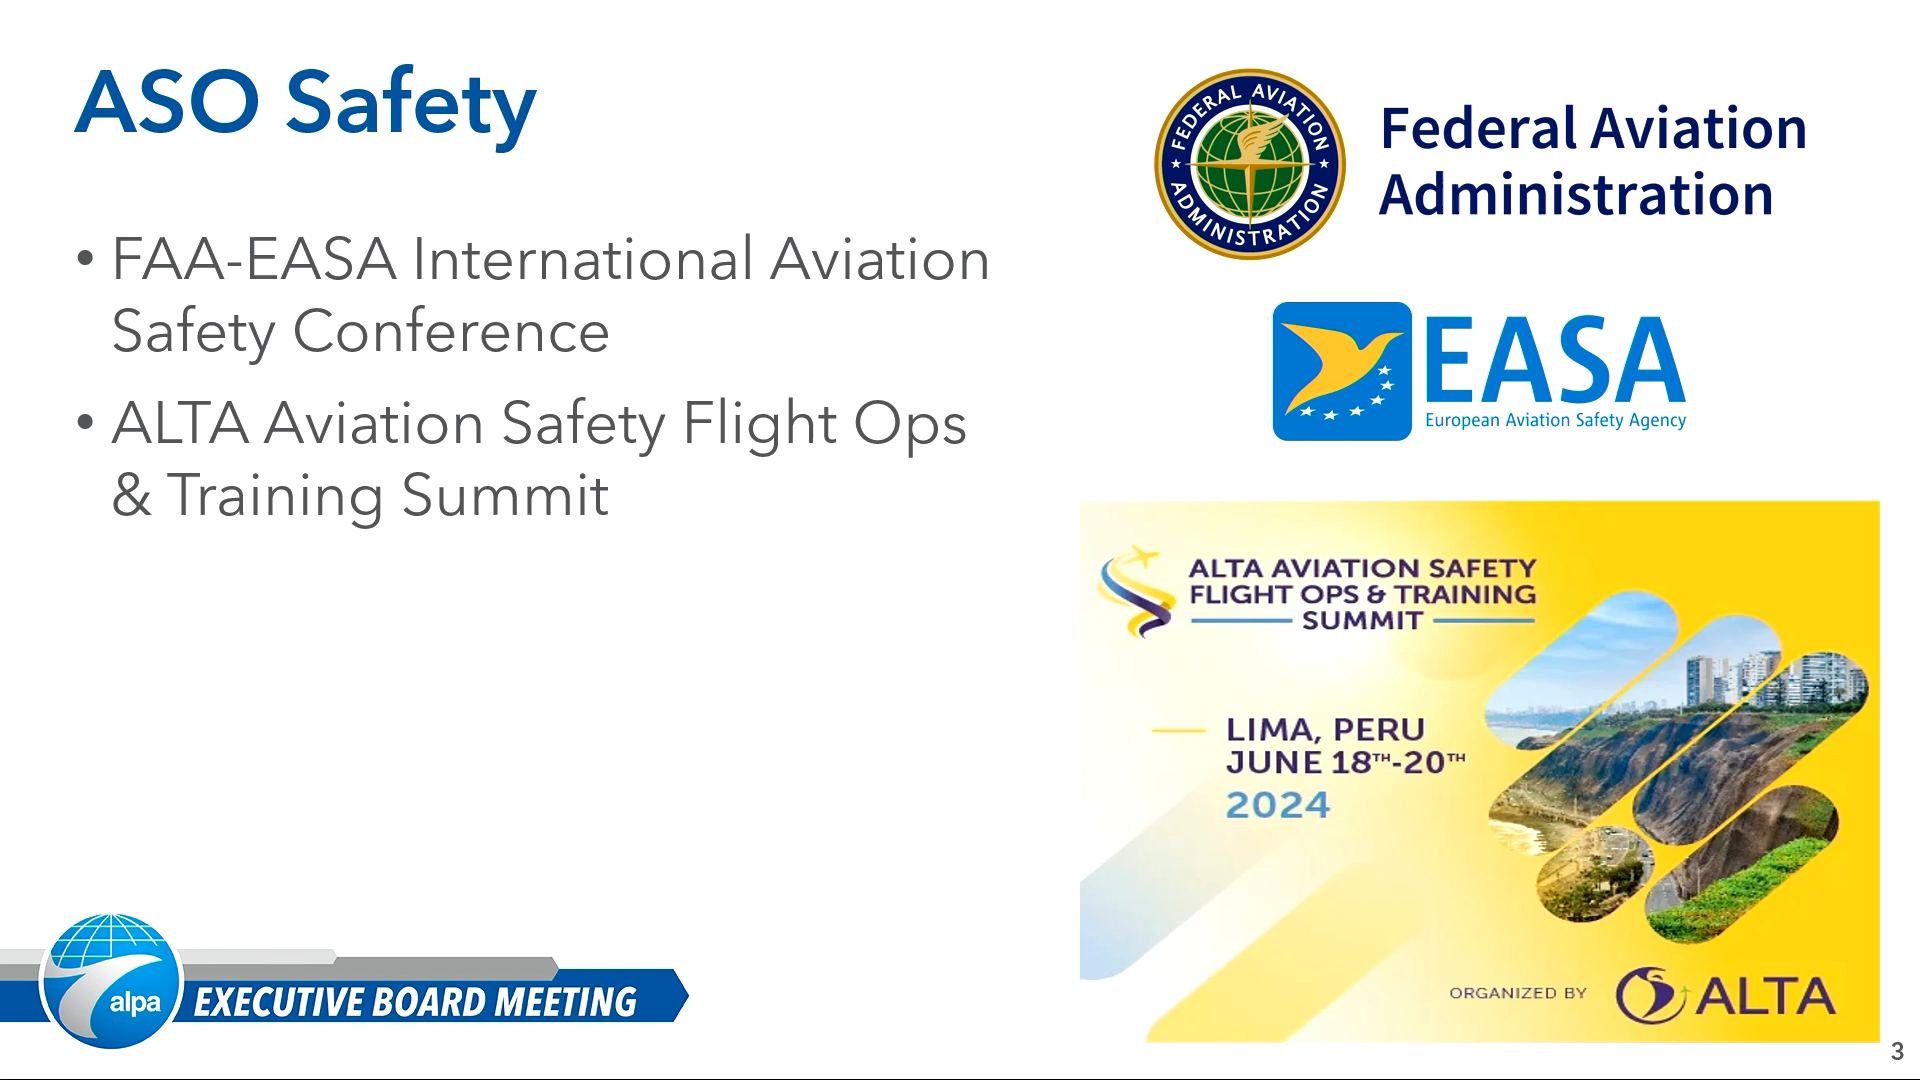 ASO Safety
• FAA-EASA International Aviation
Safety Conference
• ALTA Aviation Safety Flight Ops
& Training Summit
FEDERAL AVIATION
ADMINISTRATION
Federal Aviation
Administration
EASA
European Aviation Safety Agency
ALTA AVIATION SAFETY
FLIGHT OPS & TRAINING
SUMMIT
LIMA, PERU
JUNE 18TH-20TH
2024
ORGANIZED BY ALTA
alpa
EXECUTIVE BOARD MEETING
3